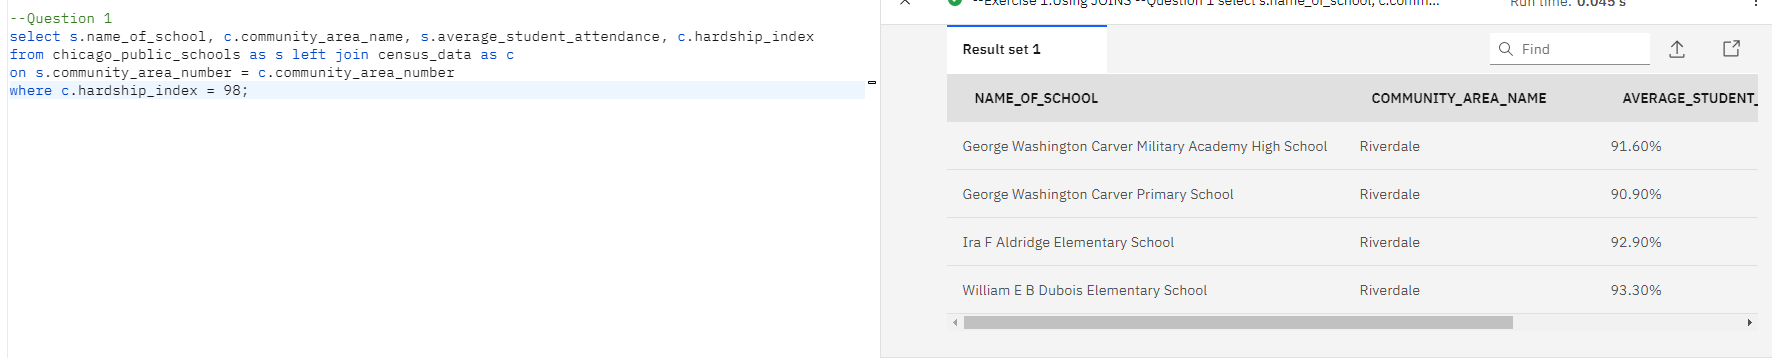 --Question 1
select s.name_of_school, c.community_area_name, s.average_student_attendance, c.hardship_index
from chicago_public_schools as s left join census_data as c
on s.community_area_number = c.community_area_number
where c.hardship_index = 98;
--Exercise 1.Using JOINS --Question 1 select s.name_of_school, c.comm...
Run time: 0.045 s
Result set 1
Find
NAME_OF_SCHOOL COMMUNITY_AREA_NAME AVERAGE_STUDENT_
George Washington Carver Military Academy High School Riverdale 91.60%
George Washington Carver Primary School Riverdale 90.90%
Ira F Aldridge Elementary School Riverdale 92.90%
William E B Dubois Elementary School Riverdale 93.30%